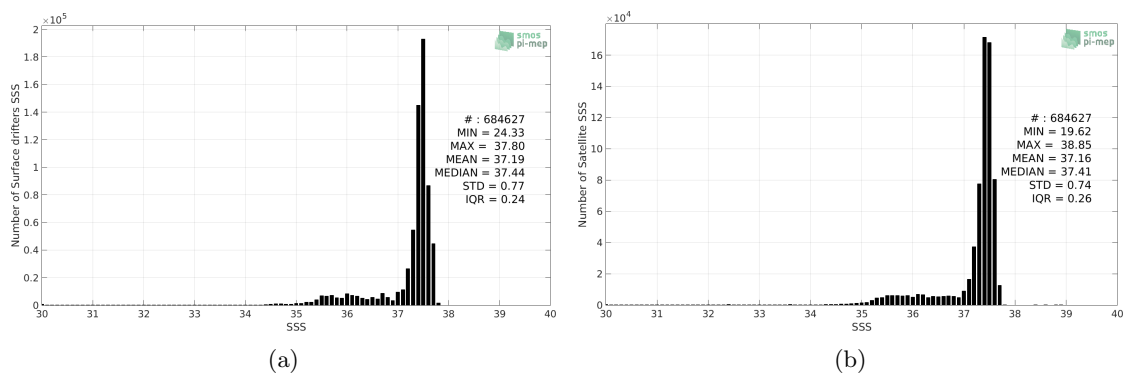 ×10^5
2
1.8
1.6
1.4
1.2
1
0.8
0.6
0.4
0.2
0
Number of Surface drifters SSS
smos
pi-mep
# : 684627
MIN = 24.33
MAX = 37.80
MEAN = 37.19
MEDIAN = 37.44
STD = 0.77
IQR = 0.24
30 31 32 33 34 35 36 37 38 39 40
SSS
(a)
×10^4
16
14
12
10
8
6
4
2
0
Number of Satellite SSS
smos
pi-mep
# : 684627
MIN = 19.62
MAX = 38.85
MEAN = 37.16
MEDIAN = 37.41
STD = 0.74
IQR = 0.26
30 31 32 33 34 35 36 37 38 39 40
SSS
(b)